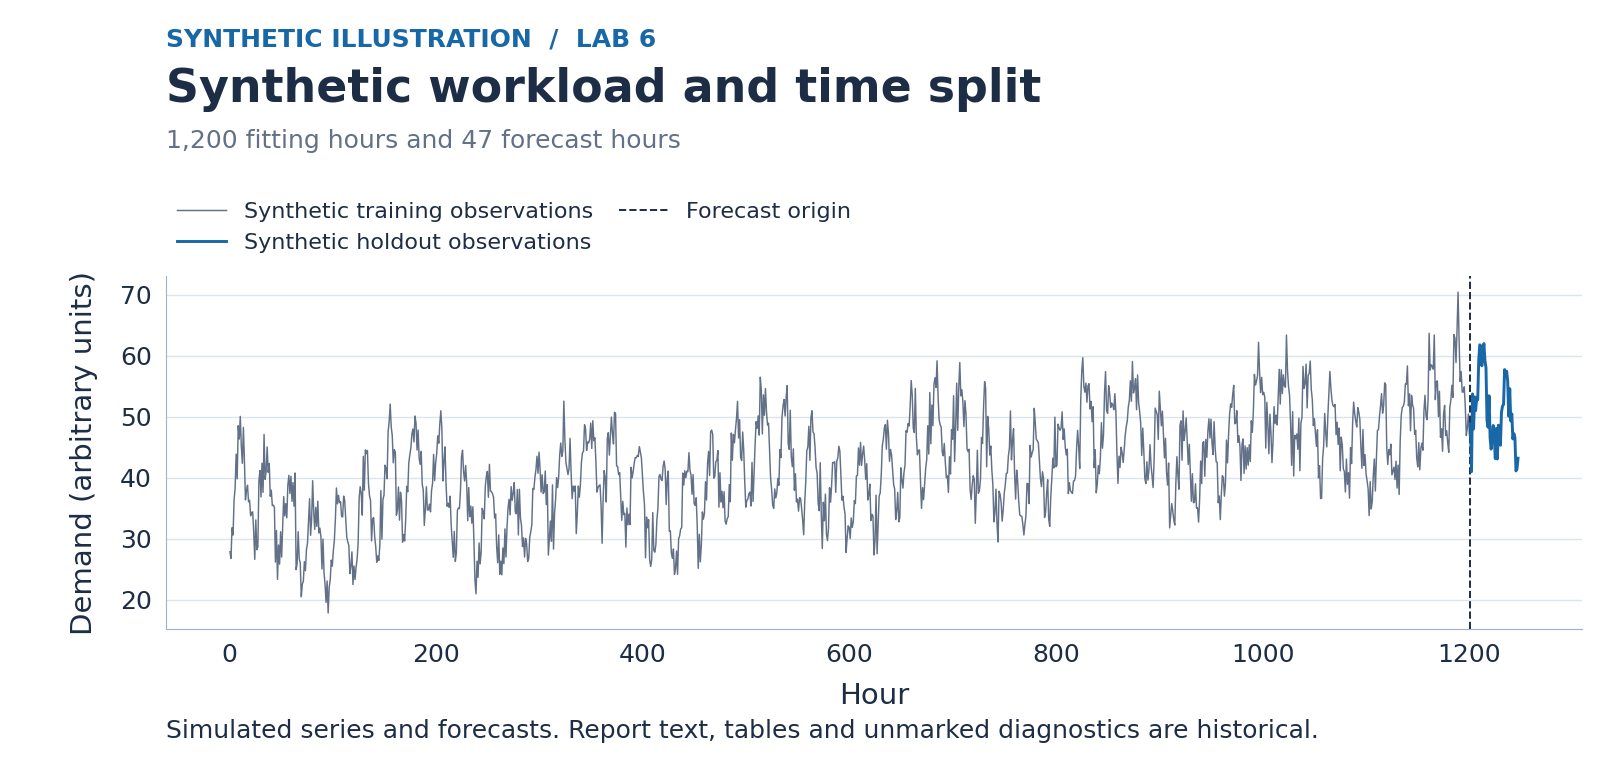 SYNTHETIC ILLUSTRATION / LAB 6
Synthetic workload and time split
1,200 fitting hours and 47 forecast hours
Synthetic training observations
Forecast origin
Synthetic holdout observations
Demand (arbitrary units)
70
60
50
40
30
20
0
200
400
600
800
1000
1200
Hour
Simulated series and forecasts. Report text, tables and unmarked diagnostics are historical.